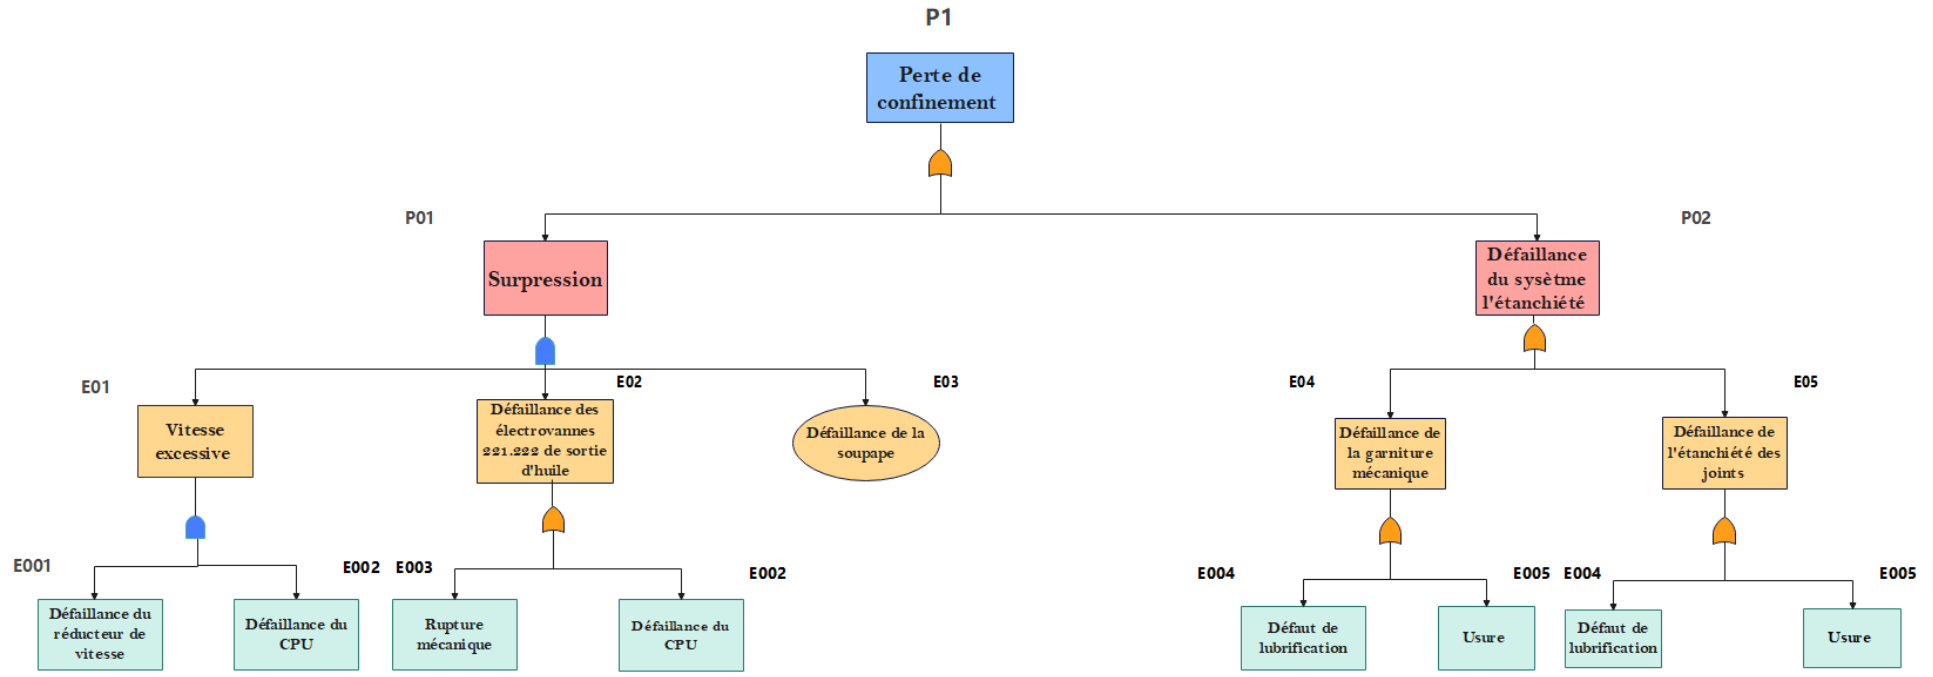 P1
Perte de
confinement
P01
P02
Surpression
Défaillance
du sysètme
l'étanchiété
E01
E02
E03
E04
E05
Vitesse
excessive
Défaillance des
électrovannes
221.222 de sortie
d'huile
Défaillance de la
soupape
Défaillance de
la garniture
mécanique
Défaillance de
l'étanchiété des
joints
E001
E002
E003
E002
E004
E005
E004
E005
Défaillance du
réducteur de
vitesse
Défaillance du
CPU
Rupture
mécanique
Défaillance du
CPU
Défaut de
lubrification
Usure
Défaut de
lubrification
Usure